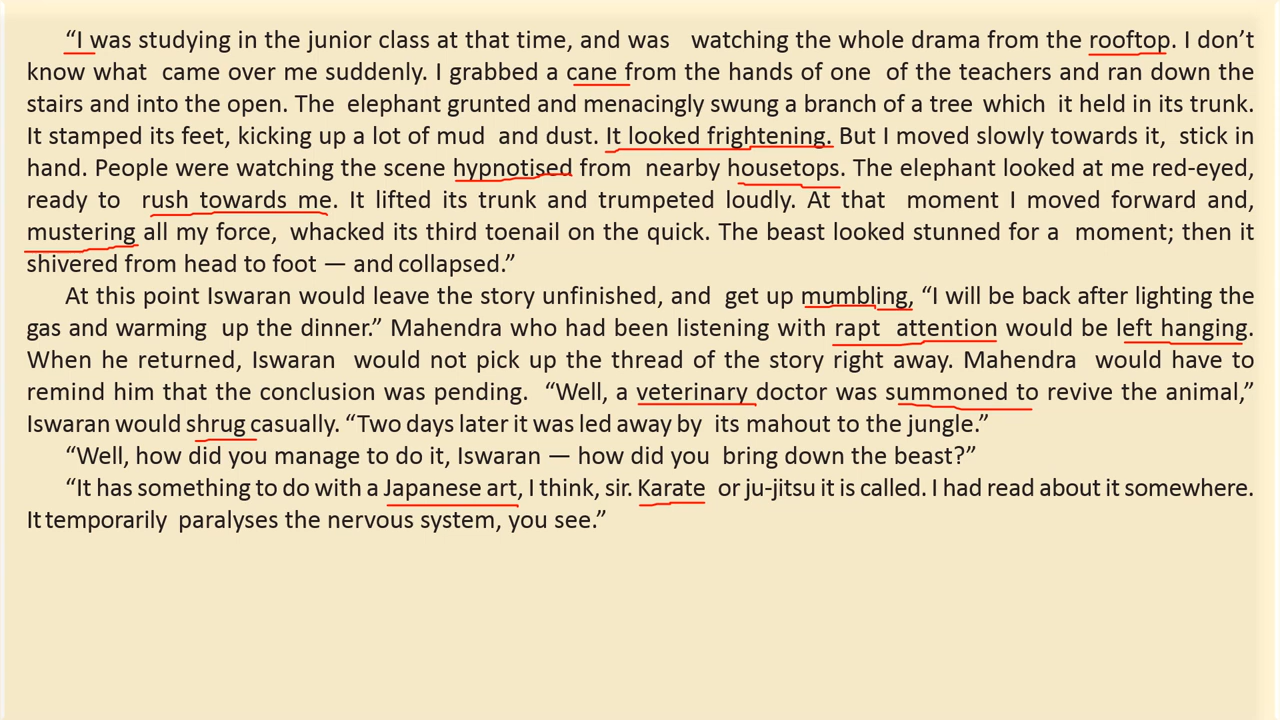 “I was studying in the junior class at that time, and was watching the whole drama from the rooftop. I don’t
know what came over me suddenly. I grabbed a cane from the hands of one of the teachers and ran down the
stairs and into the open. The elephant grunted and menacingly swung a branch of a tree which it held in its trunk.
It stamped its feet, kicking up a lot of mud and dust. It looked frightening. But I moved slowly towards it, stick in
hand. People were watching the scene hypnotised from nearby housetops. The elephant looked at me red-eyed,
ready to rush towards me. It lifted its trunk and trumpeted loudly. At that moment I moved forward and,
mustering all my force, whacked its third toenail on the quick. The beast looked stunned for a moment; then it
shivered from head to foot — and collapsed.”
At this point Iswaran would leave the story unfinished, and get up mumbling, “I will be back after lighting the
gas and warming up the dinner.” Mahendra who had been listening with rapt attention would be left hanging.
When he returned, Iswaran would not pick up the thread of the story right away. Mahendra would have to
remind him that the conclusion was pending. “Well, a veterinary doctor was summoned to revive the animal,”
Iswaran would shrug casually. “Two days later it was led away by its mahout to the jungle.”
“Well, how did you manage to do it, Iswaran — how did you bring down the beast?”
“It has something to do with a Japanese art, I think, sir. Karate or ju-jitsu it is called. I had read about it somewhere.
It temporarily paralyses the nervous system, you see.”